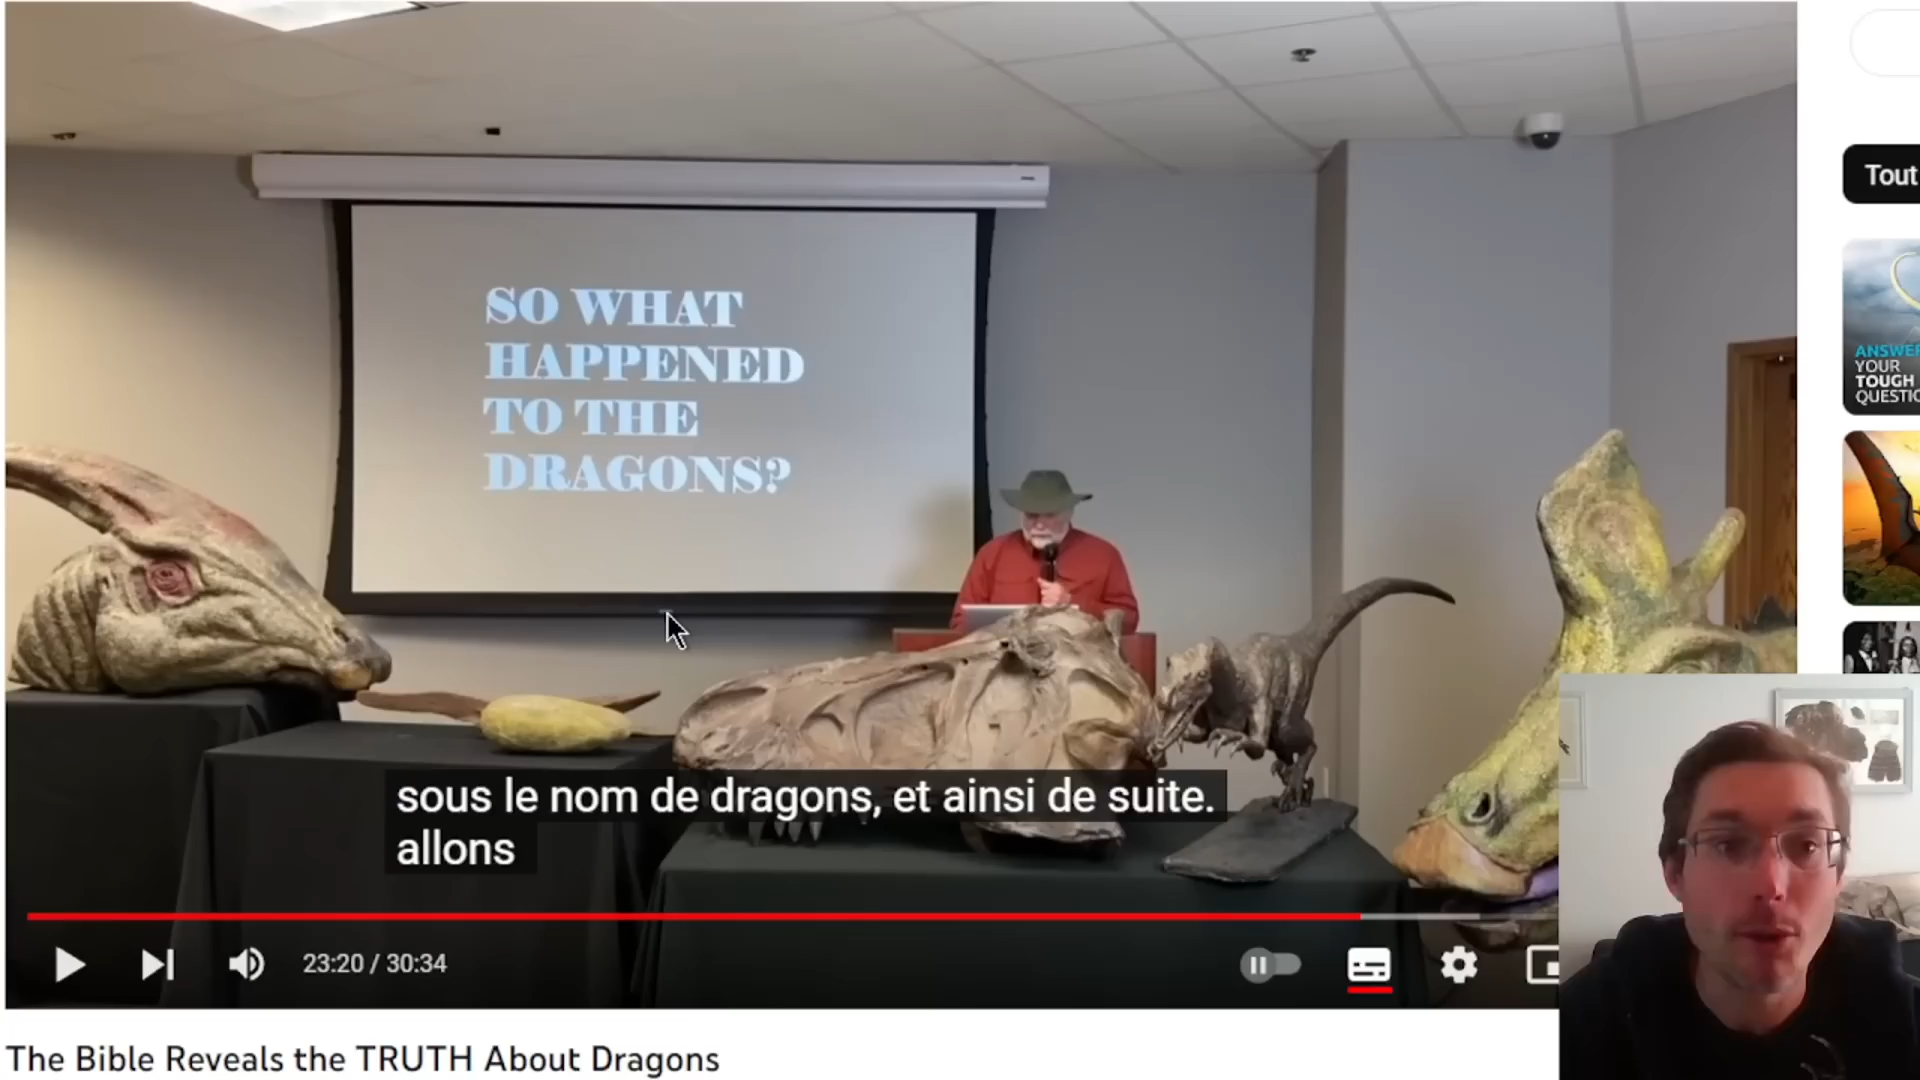 SO WHAT
HAPPENED
TO THE
DRAGONS?
sous le nom de dragons, et ainsi de suite.
allons
23:20 / 30:34
The Bible Reveals the TRUTH About Dragons
Tout
ANSWER
YOUR
TOUGH
QUESTIO